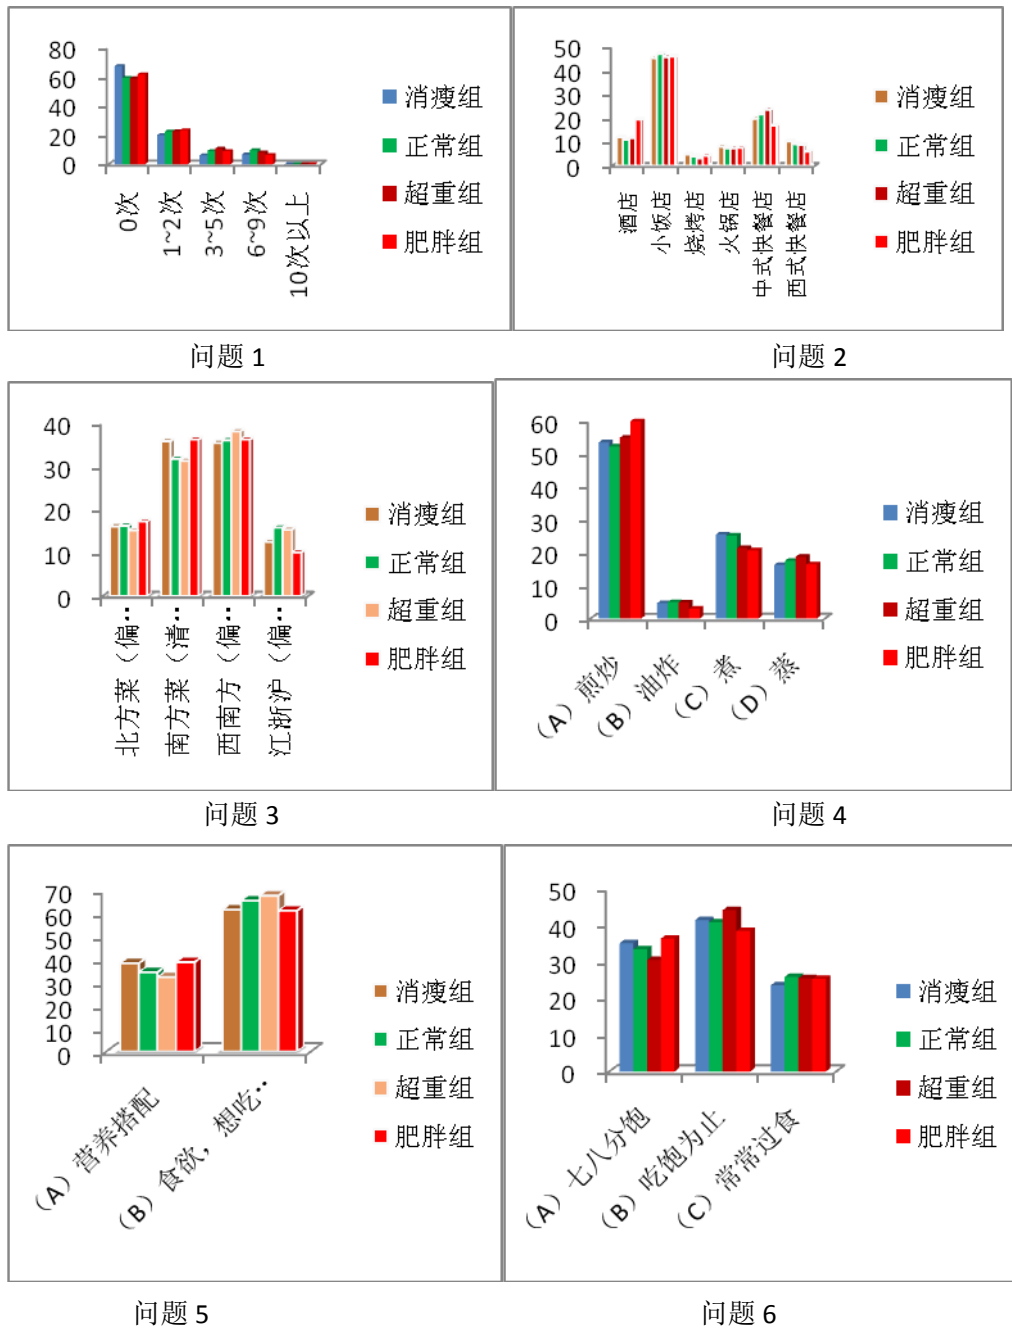 80
60
40
20
0
0次
1~2次
3~5次
6~9次
10次以上
消瘦组
正常组
超重组
肥胖组
问题 1
50
40
30
20
10
0
酒店
小饭店
烧烤店
火锅店
中式快餐店
西式快餐店
消瘦组
正常组
超重组
肥胖组
问题 2
40
30
20
10
0
北方菜（偏··
南方菜（清··
西南方（偏··
江浙沪（偏··
消瘦组
正常组
超重组
肥胖组
问题 3
60
50
40
30
20
10
0
（A）煎炒
（B）油炸
（C）煮
（D）蒸
消瘦组
正常组
超重组
肥胖组
问题 4
70
60
50
40
30
20
10
0
（A）营养搭配
（B）食欲，想吃··
消瘦组
正常组
超重组
肥胖组
问题 5
50
40
30
20
10
0
（A）七八分饱
（B）吃饱为止
（C）常常过食
消瘦组
正常组
超重组
肥胖组
问题 6